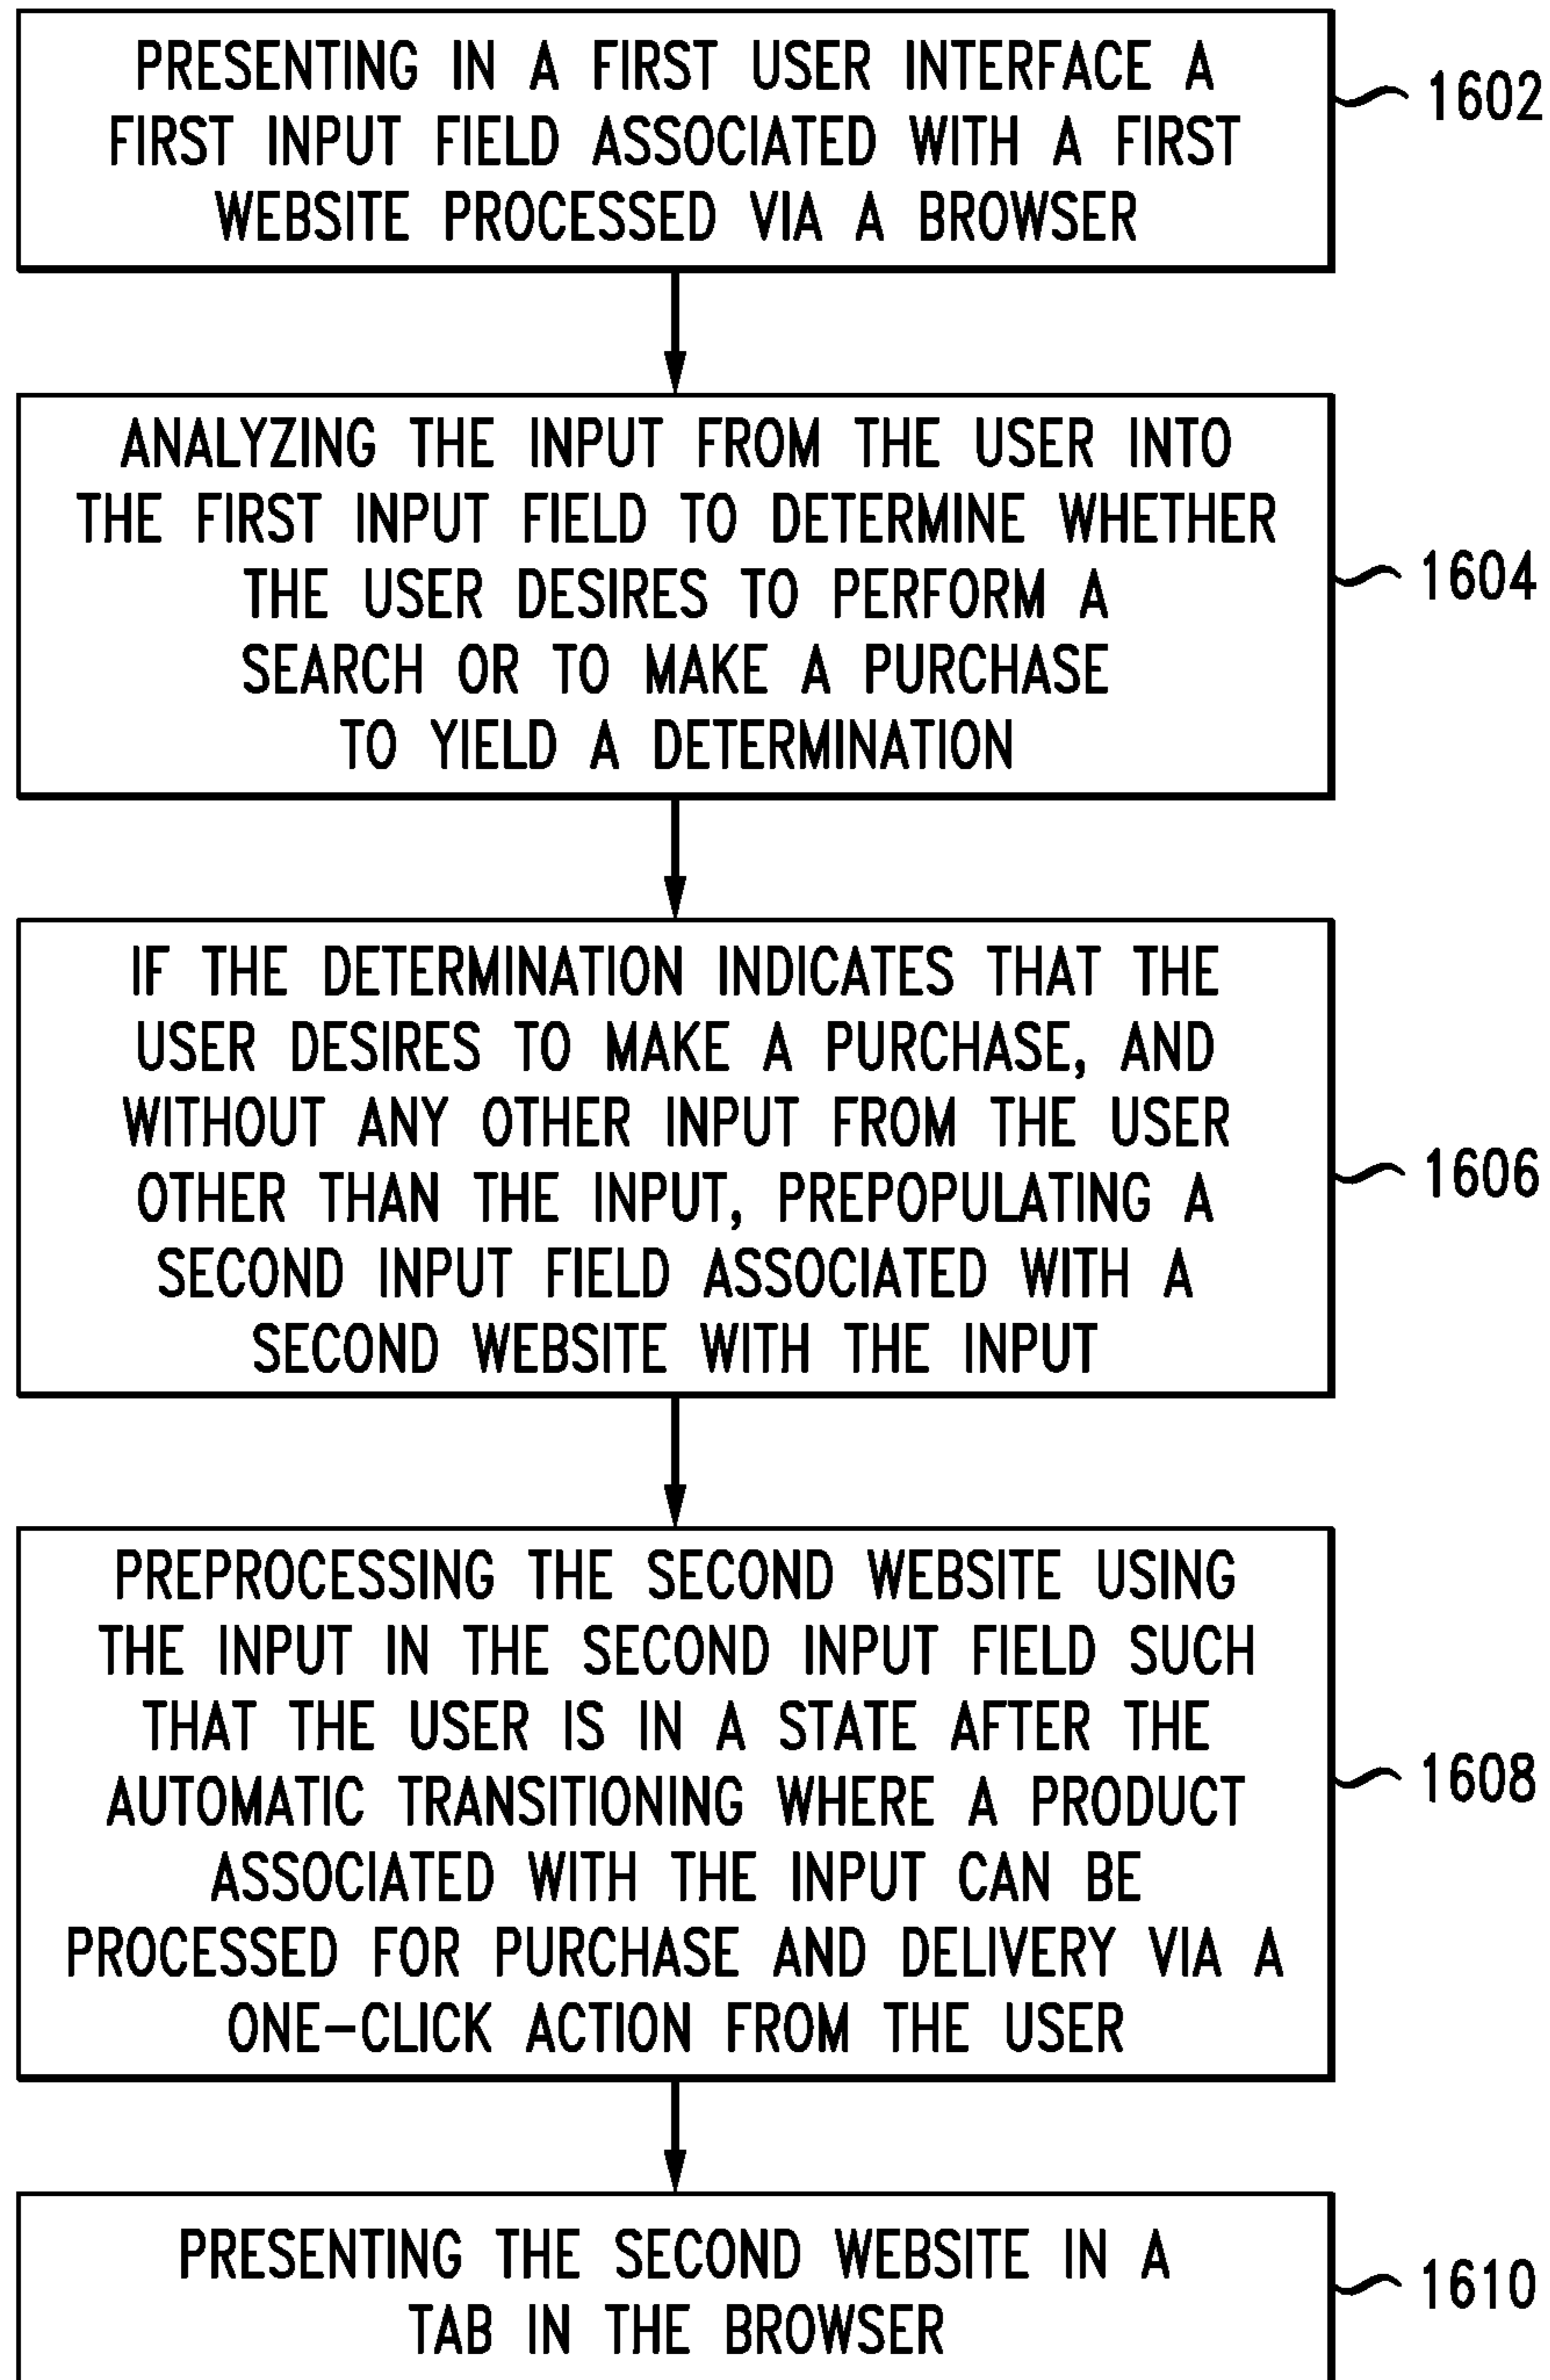 PRESENTING IN A FIRST USER INTERFACE A
FIRST INPUT FIELD ASSOCIATED WITH A FIRST
WEBSITE PROCESSED VIA A BROWSER
1602
ANALYZING THE INPUT FROM THE USER INTO
THE FIRST INPUT FIELD TO DETERMINE WHETHER
THE USER DESIRES TO PERFORM A
SEARCH OR TO MAKE A PURCHASE
TO YIELD A DETERMINATION
1604
IF THE DETERMINATION INDICATES THAT THE
USER DESIRES TO MAKE A PURCHASE, AND
WITHOUT ANY OTHER INPUT FROM THE USER
OTHER THAN THE INPUT, PREPOPULATING A
SECOND INPUT FIELD ASSOCIATED WITH A
SECOND WEBSITE WITH THE INPUT
1606
PREPROCESSING THE SECOND WEBSITE USING
THE INPUT IN THE SECOND INPUT FIELD SUCH
THAT THE USER IS IN A STATE AFTER THE
AUTOMATIC TRANSITIONING WHERE A PRODUCT
ASSOCIATED WITH THE INPUT CAN BE
PROCESSED FOR PURCHASE AND DELIVERY VIA A
ONE-CLICK ACTION FROM THE USER
1608
PRESENTING THE SECOND WEBSITE IN A
TAB IN THE BROWSER
1610